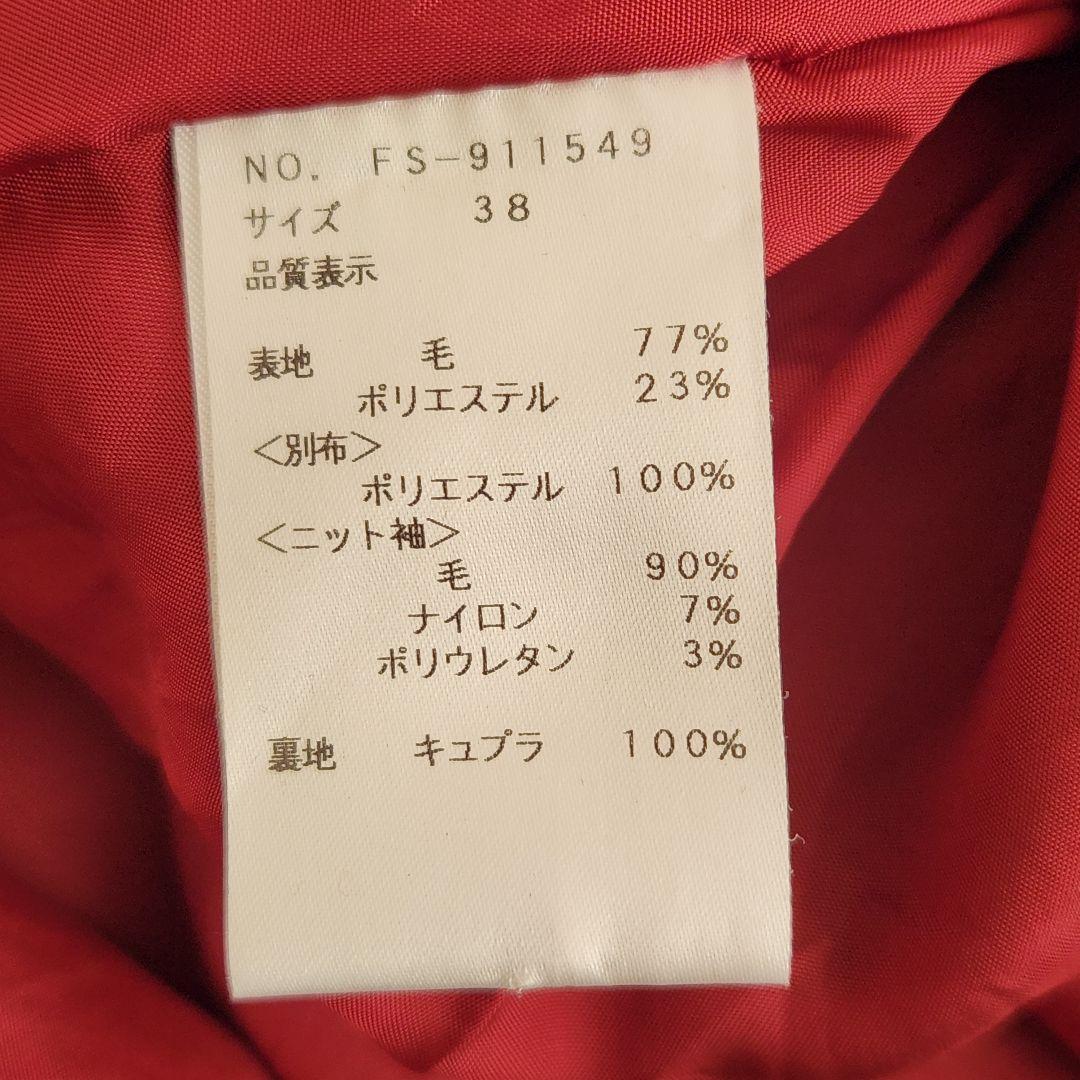 NO. FS-911549
サイズ 38
品質表示
表地 毛 77%
ポリエステル 23%
<別布>
ポリエステル 100%
<ニット袖>
毛 90%
ナイロン 7%
ポリウレタン 3%
裏地 キュプラ 100%